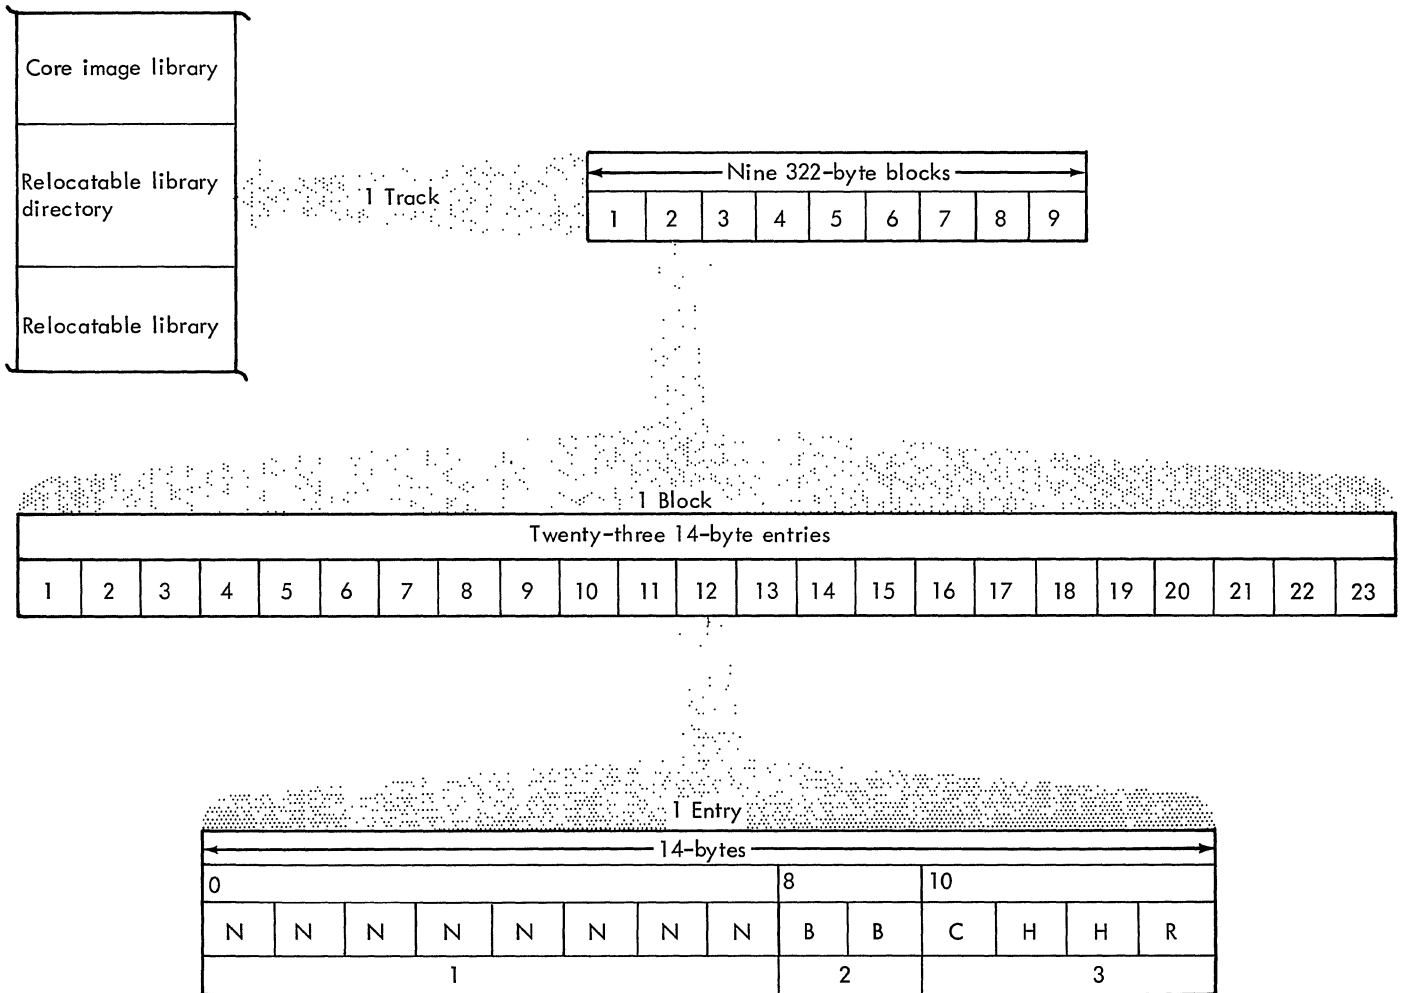 Core image library
Relocatable library
directory
Relocatable library
1 Track
Nine 322-byte blocks
1 2 3 4 5 6 7 8 9
1 Block
Twenty-three 14-byte entries
1 2 3 4 5 6 7 8 9 10 11 12 13 14 15 16 17 18 19 20 21 22 23
1 Entry
14-bytes
0 8 10
N N N N N N N N B B C H H R
1 2 3